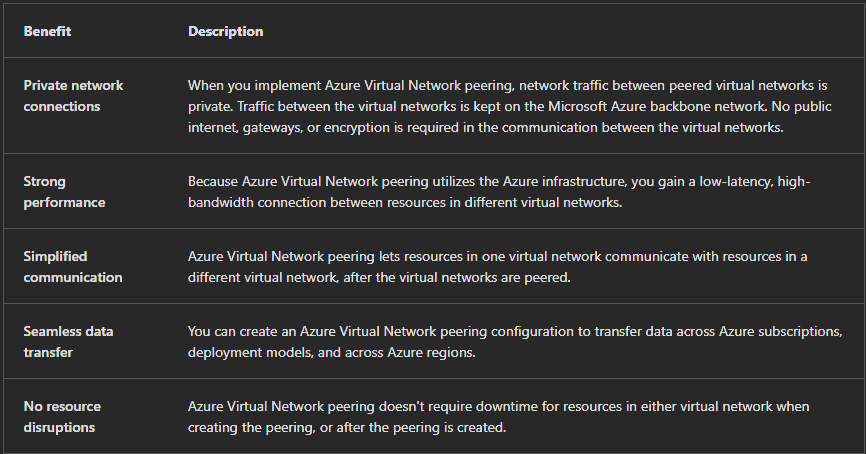 Benefit Description
Private network connections
When you implement Azure Virtual Network peering, network traffic between peered virtual networks is
private. Traffic between the virtual networks is kept on the Microsoft Azure backbone network. No public
internet, gateways, or encryption is required in the communication between the virtual networks.
Strong performance
Because Azure Virtual Network peering utilizes the Azure infrastructure, you gain a low-latency, high-
bandwidth connection between resources in different virtual networks.
Simplified communication
Azure Virtual Network peering lets resources in one virtual network communicate with resources in a
different virtual network, after the virtual networks are peered.
Seamless data transfer
You can create an Azure Virtual Network peering configuration to transfer data across Azure subscriptions,
deployment models, and across Azure regions.
No resource disruptions
Azure Virtual Network peering doesn't require downtime for resources in either virtual network when
creating the peering, or after the peering is created.